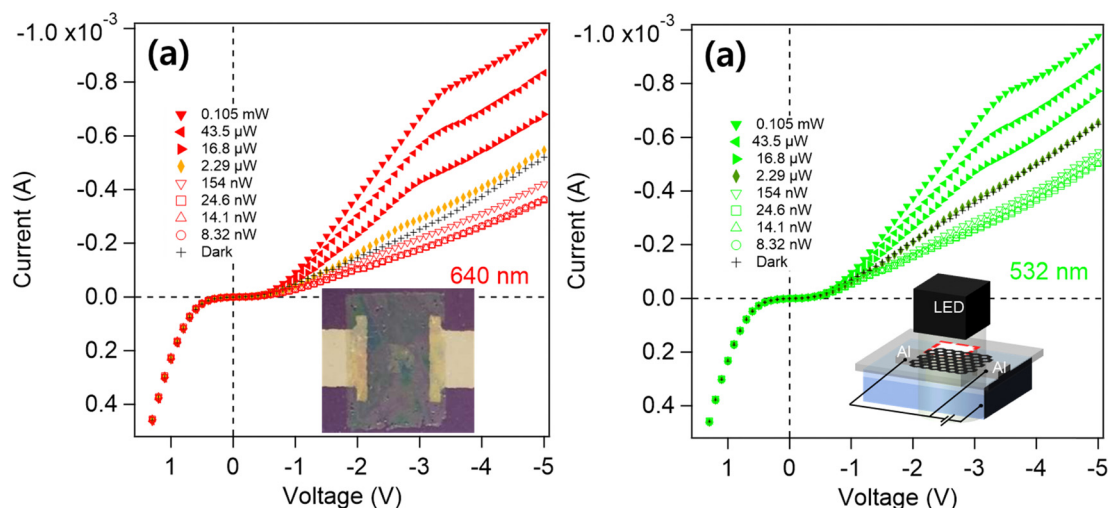 -1.0 x10⁻³
(a)
-0.8
-0.6
-0.4
-0.2
0.0
0.2
0.4
Current (A)
0.105 mW
43.5 µW
16.8 µW
2.29 µW
154 nW
24.6 nW
14.1 nW
8.32 nW
Dark
640 nm
1 0 -1 -2 -3 -4 -5
Voltage (V)
-1.0 x 10⁻³
(a)
-0.8
-0.6
-0.4
-0.2
0.0
0.2
0.4
Current (A)
0.105 mW
43.5 µW
16.8 µW
2.29 µW
154 nW
24.6 nW
14.1 nW
8.32 nW
Dark
532 nm
LED
Al
Al
1 0 -1 -2 -3 -4 -5
Voltage (V)